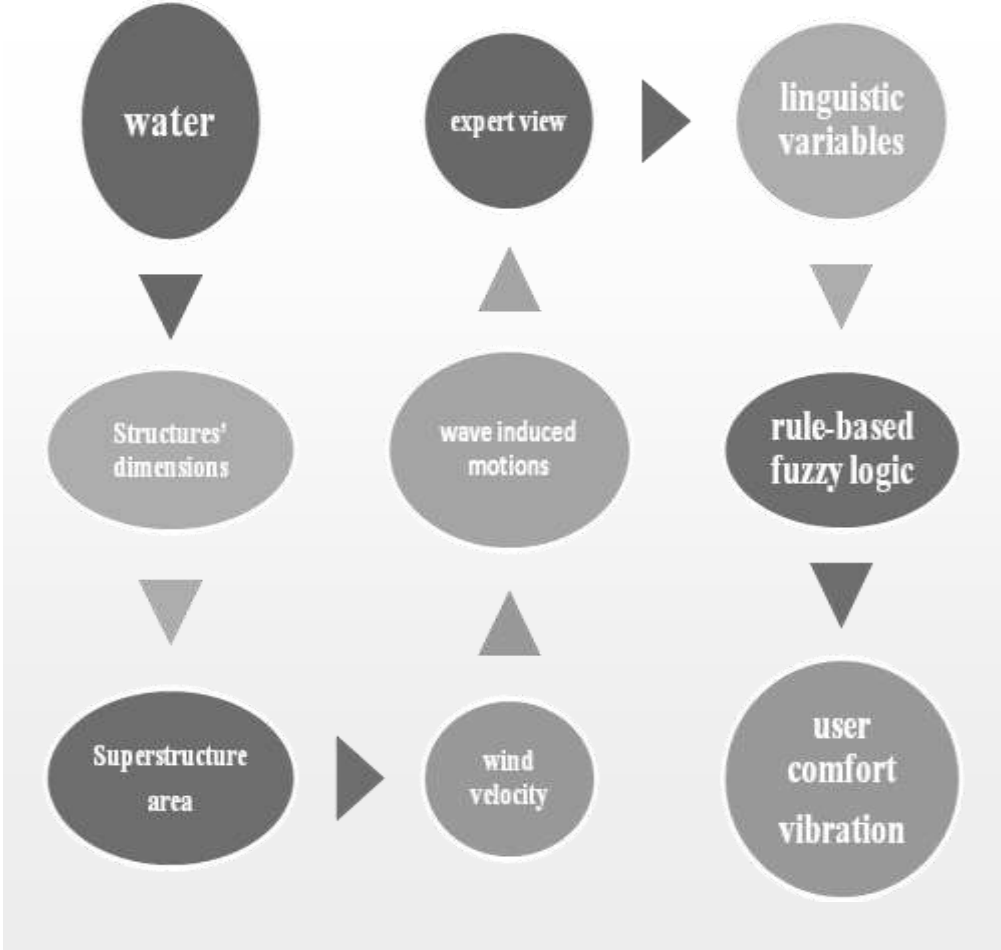 water
Structures'
dimensions
Superstructure
area
wind
velocity
wave induced
motions
expert view
linguistic
variables
rule-based
fuzzy logic
user
comfort
vibration